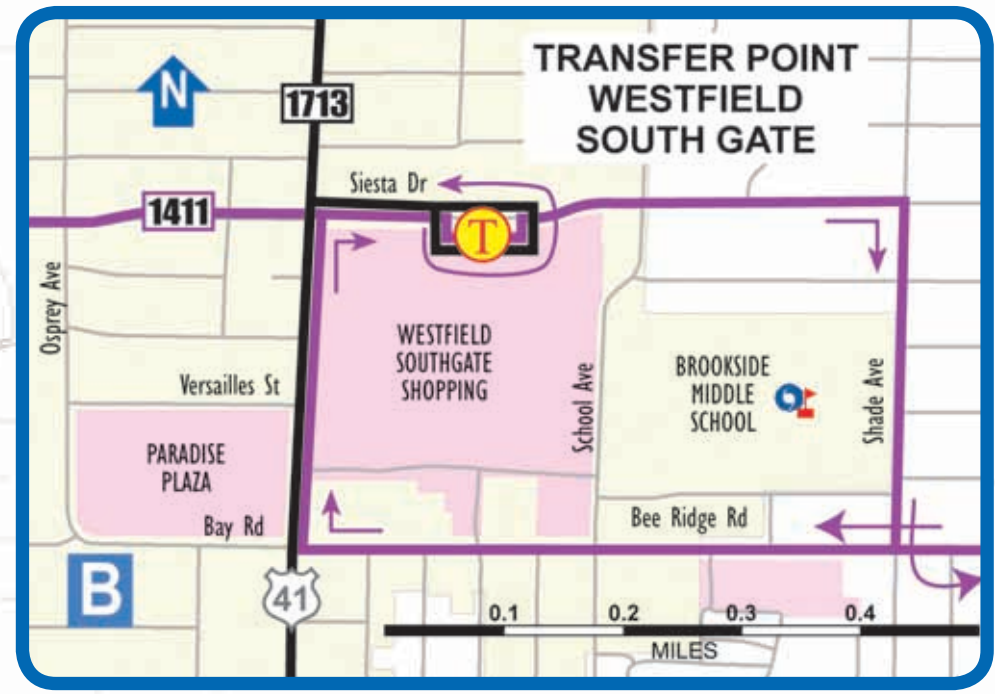 TRANSFER POINT
WESTFIELD
SOUTH GATE
N
1713
Siesta Dr
1411
T
Osprey Ave
WESTFIELD
SOUTHGATE
SHOPPING
School Ave
BROOKSIDE
MIDDLE
SCHOOL
Shade Ave
Versailles St
PARADISE
PLAZA
Bay Rd
Bee Ridge Rd
B
41
0.1
0.2
0.3
0.4
MILES